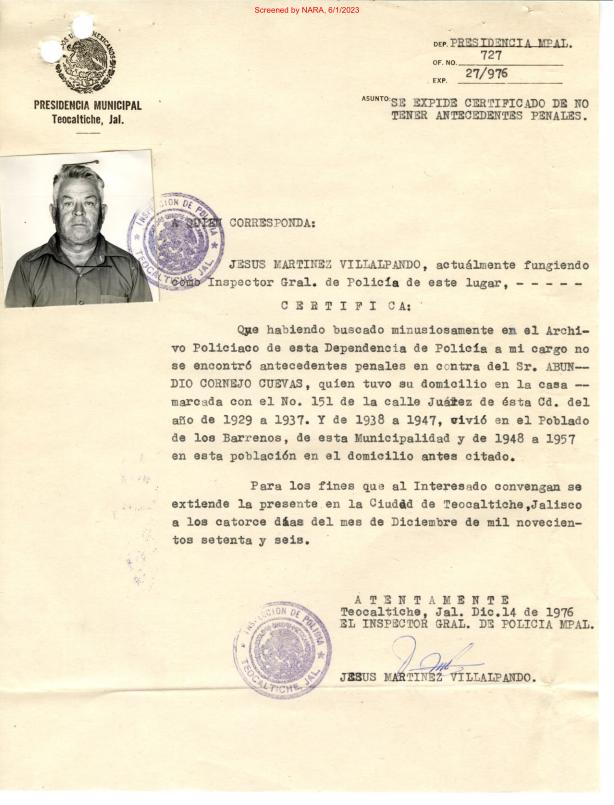 Screened by NARA, 6/1/2023
DEP. PRESIDENCIA MPAL.
OF. NO. 727
EXP. 27/976
PRESIDENCIA MUNICIPAL
Teocaltiche, Jal.
ASUNTO: SE EXPIDE CERTIFICADO DE NO
TENER ANTECEDENTES PENALES.
INSPECCION DE POLICIA
TEOCALTICHE, JAL.
A QUIEN CORRESPONDA:
JESUS MARTINEZ VILLALPANDO, actuálmente fungiendo
como Inspector Gral. de Policía de este lugar, - - - - -
C E R T I F I C A:
Que habiendo buscado minusiosamente en el Archi-
vo Policiaco de esta Dependencia de Policía a mi cargo no
se encontró antecedentes penales en contra del Sr. ABUN--
DIO CORNEJO CUEVAS, quien tuvo su domicilio en la casa --
marcada con el No. 151 de la calle Juárez de ésta Cd. del
año de 1929 a 1937. Y de 1938 a 1947, vivió en el Poblado
de los Barrenos, de esta Municipalidad y de 1948 a 1957
en esta población en el domicilio antes citado.
Para los fines que al Interesado convengan se
extiende la presente en la Ciudad de Teocaltiche,Jalisco
a los catorce días del mes de Diciembre de mil novecien-
tos setenta y seis.
A T E N T A M E N T E
Teocaltiche, Jal. Dic.14 de 1976
EL INSPECTOR GRAL. DE POLICIA MPAL.
INSPECCION DE POLICIA
TEOCALTICHE, JAL.
JESUS MARTINEZ VILLALPANDO.